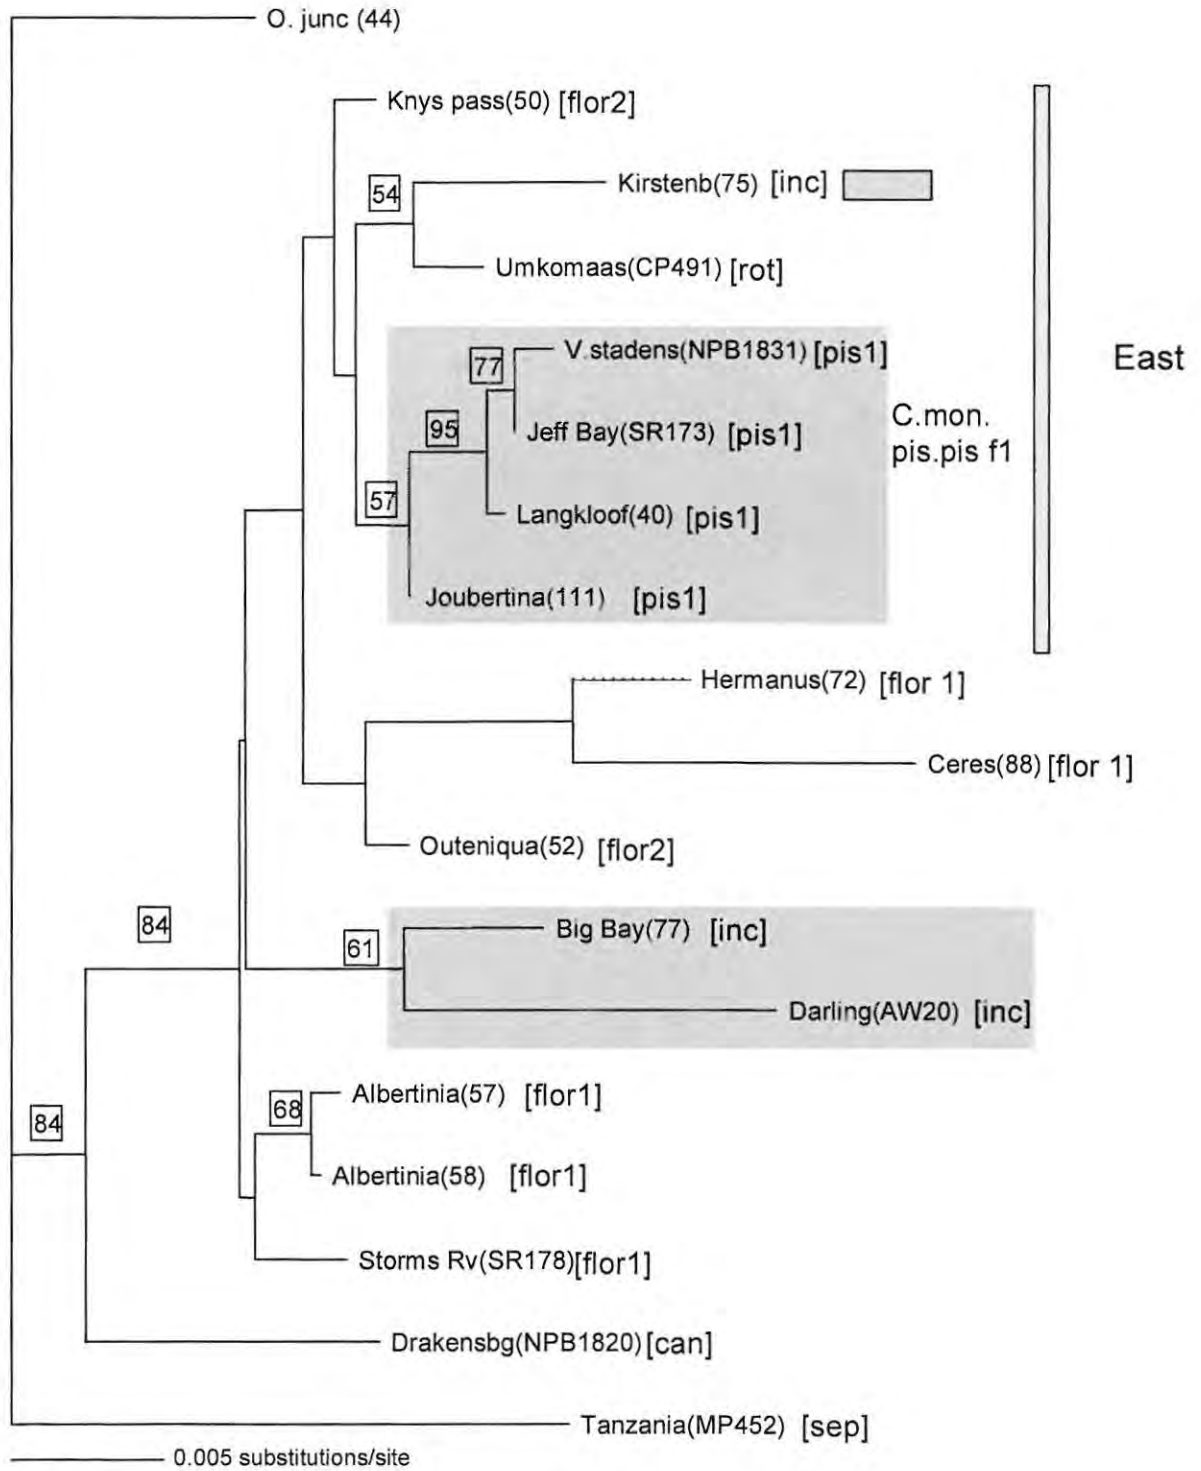 O. junc (44)
Knys pass(50) [flor2]
54
Kirstenb(75) [inc]
Umkomaas(CP491) [rot]
V.stadens(NPB1831) [pis1]
77
East
C.mon.
pis.pis f1
95
Jeff Bay(SR173) [pis1]
57
Langkloof(40) [pis1]
Joubertina(111) [pis1]
Hermanus(72) [flor 1]
Ceres(88) [flor 1]
Outeniqua(52) [flor2]
84
61
Big Bay(77) [inc]
Darling(AW20) [inc]
68
Albertinia(57) [flor1]
84
Albertinia(58) [flor1]
Storms Rv(SR178)[flor1]
Drakensbg(NPB1820)[can]
Tanzania(MP452) [sep]
0.005 substitutions/site